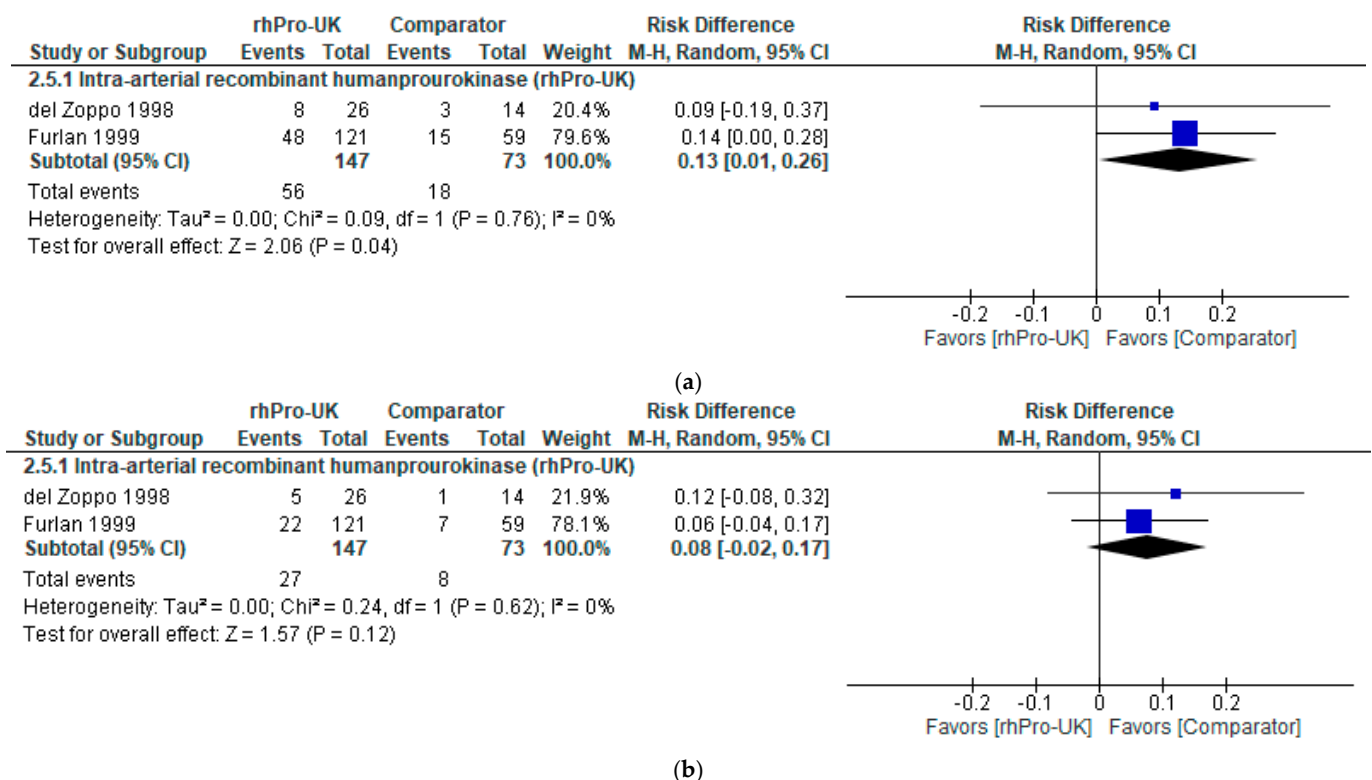 rhPro-UK Comparator Risk Difference Risk Difference
Study or Subgroup Events Total Events Total Weight M-H, Random, 95% CI M-H, Random, 95% CI
2.5.1 Intra-arterial recombinant humanprourokinase (rhPro-UK)
del Zoppo 1998 8 26 3 14 20.4% 0.09 [-0.19, 0.37]
Furlan 1999 48 121 15 59 79.6% 0.14 [0.00, 0.28]
Subtotal (95% CI) 147 73 100.0% 0.13 [0.01, 0.26]
Total events 56 18
Heterogeneity: Tau² = 0.00; Chi² = 0.09, df = 1 (P = 0.76); I² = 0%
Test for overall effect: Z = 2.06 (P = 0.04)
-0.2 -0.1 0 0.1 0.2
Favors [rhPro-UK] Favors [Comparator]
(a)
rhPro-UK Comparator Risk Difference Risk Difference
Study or Subgroup Events Total Events Total Weight M-H, Random, 95% CI M-H, Random, 95% CI
2.5.1 Intra-arterial recombinant humanprourokinase (rhPro-UK)
del Zoppo 1998 5 26 1 14 21.9% 0.12 [-0.08, 0.32]
Furlan 1999 22 121 7 59 78.1% 0.06 [-0.04, 0.17]
Subtotal (95% CI) 147 73 100.0% 0.08 [-0.02, 0.17]
Total events 27 8
Heterogeneity: Tau² = 0.00; Chi² = 0.24, df = 1 (P = 0.62); I² = 0%
Test for overall effect: Z = 1.57 (P = 0.12)
-0.2 -0.1 0 0.1 0.2
Favors [rhPro-UK] Favors [Comparator]
(b)